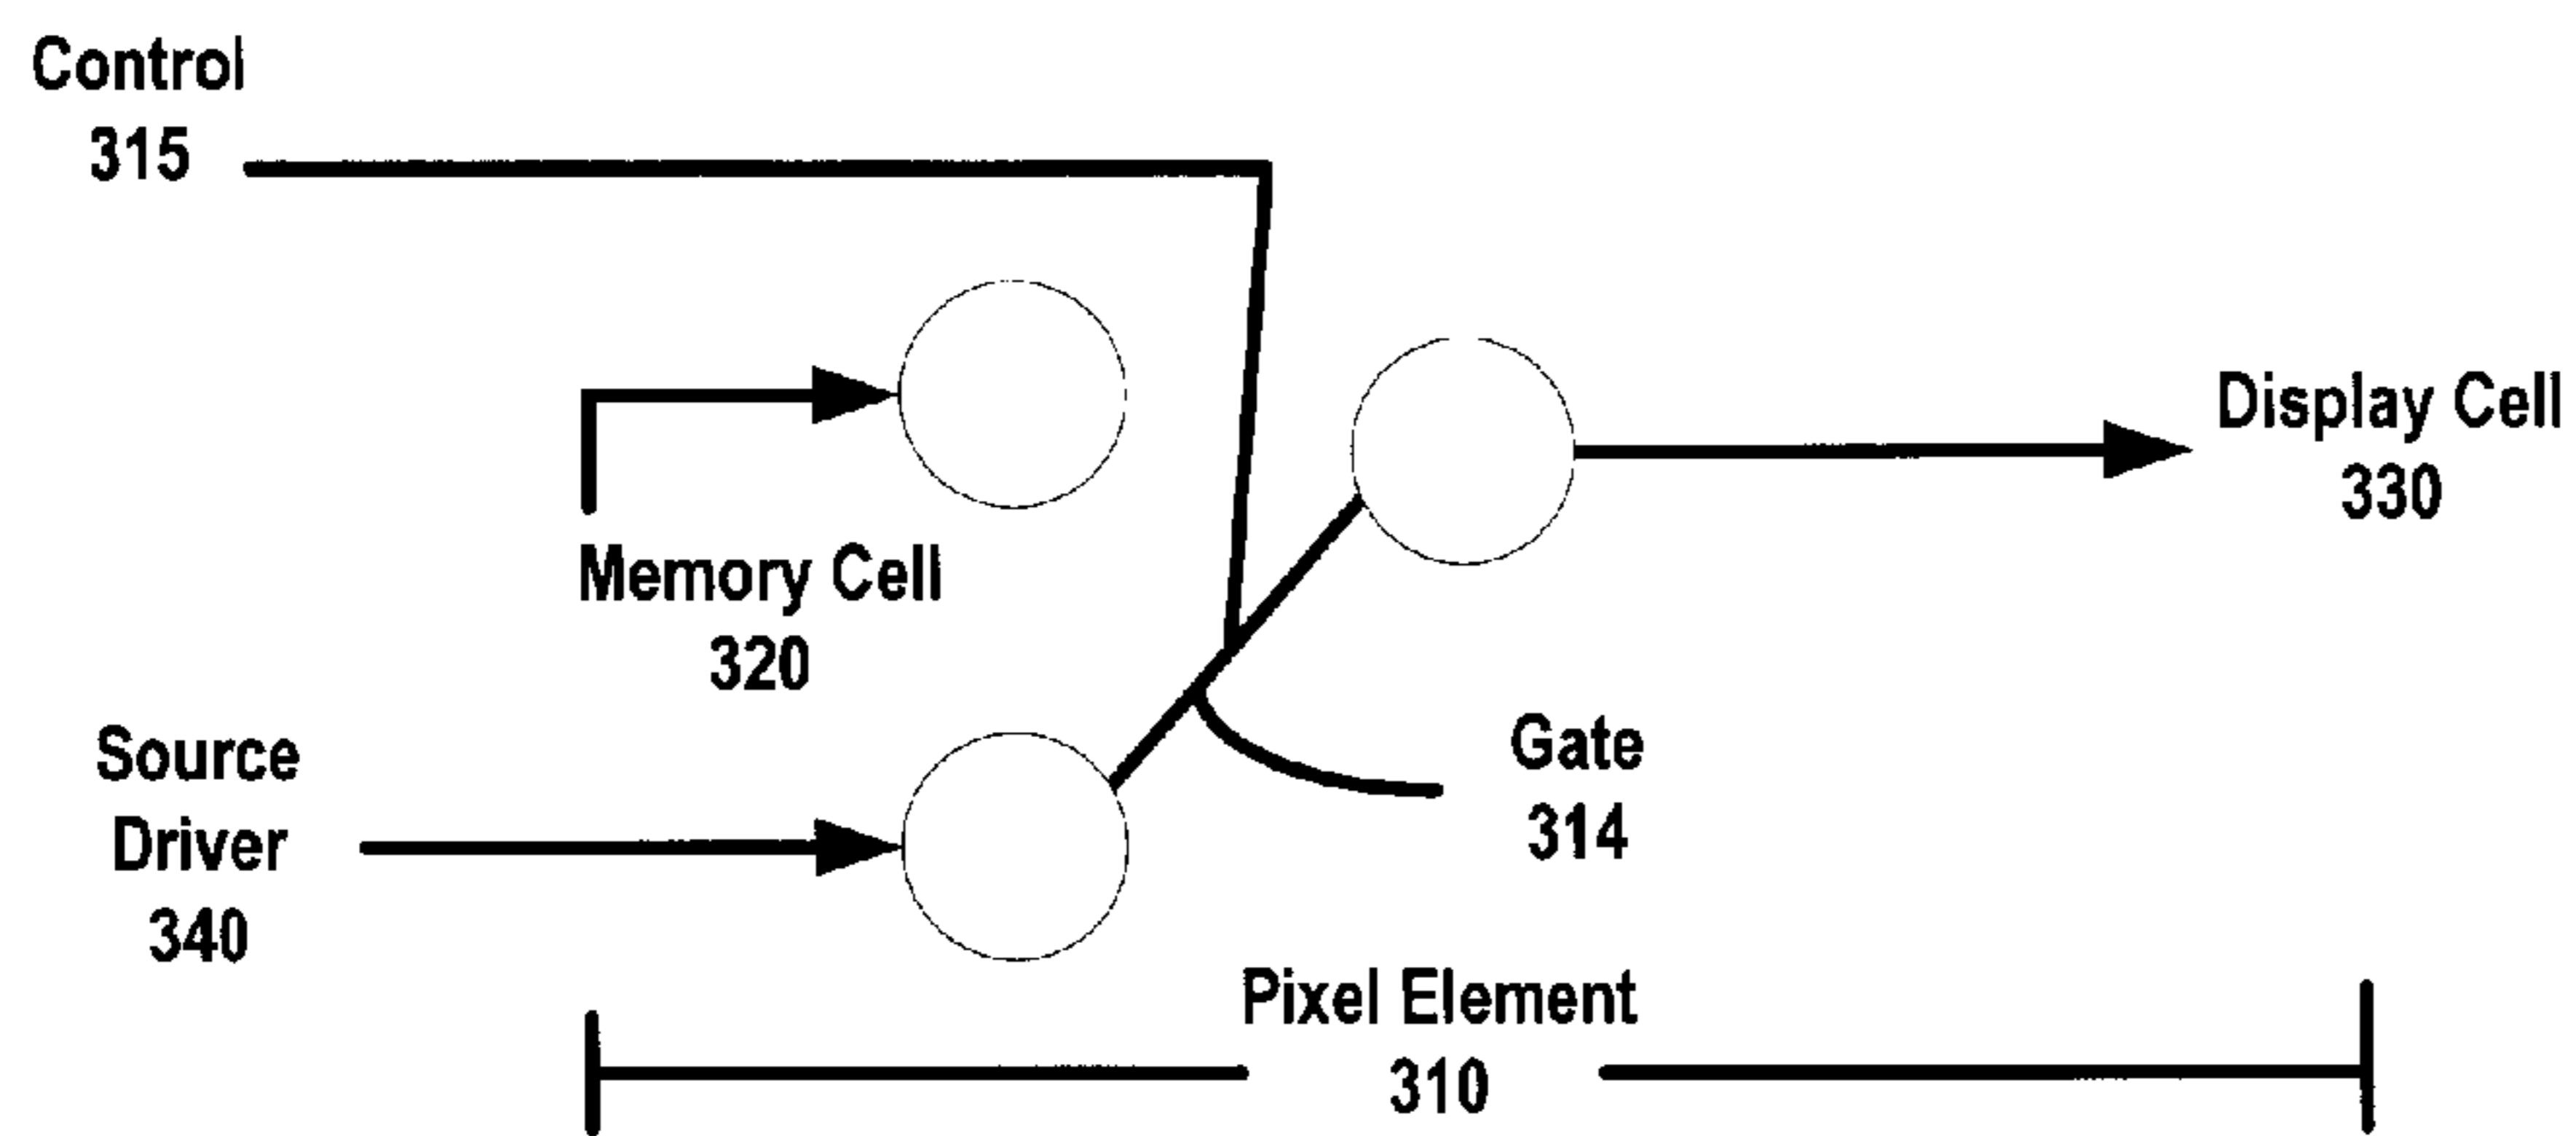 Control
315
Display Cell
330
Memory Cell
320
Source
Driver
340
Gate
314
Pixel Element
310